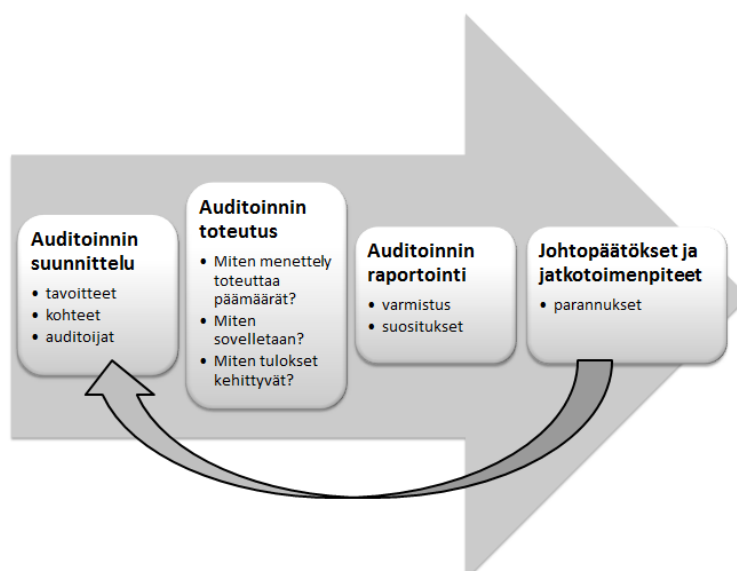 Auditoinnin
suunnittelu
• tavoitteet
• kohteet
• auditoijat
Auditoinnin
toteutus
• Miten menettely
toteuttaa
päämäärät?
• Miten
sovelletaan?
• Miten tulokset
kehittyvät?
Auditoinnin
raportointi
• varmistus
• suositukset
Johtopäätökset ja
jatkotoimenpiteet
• parannukset